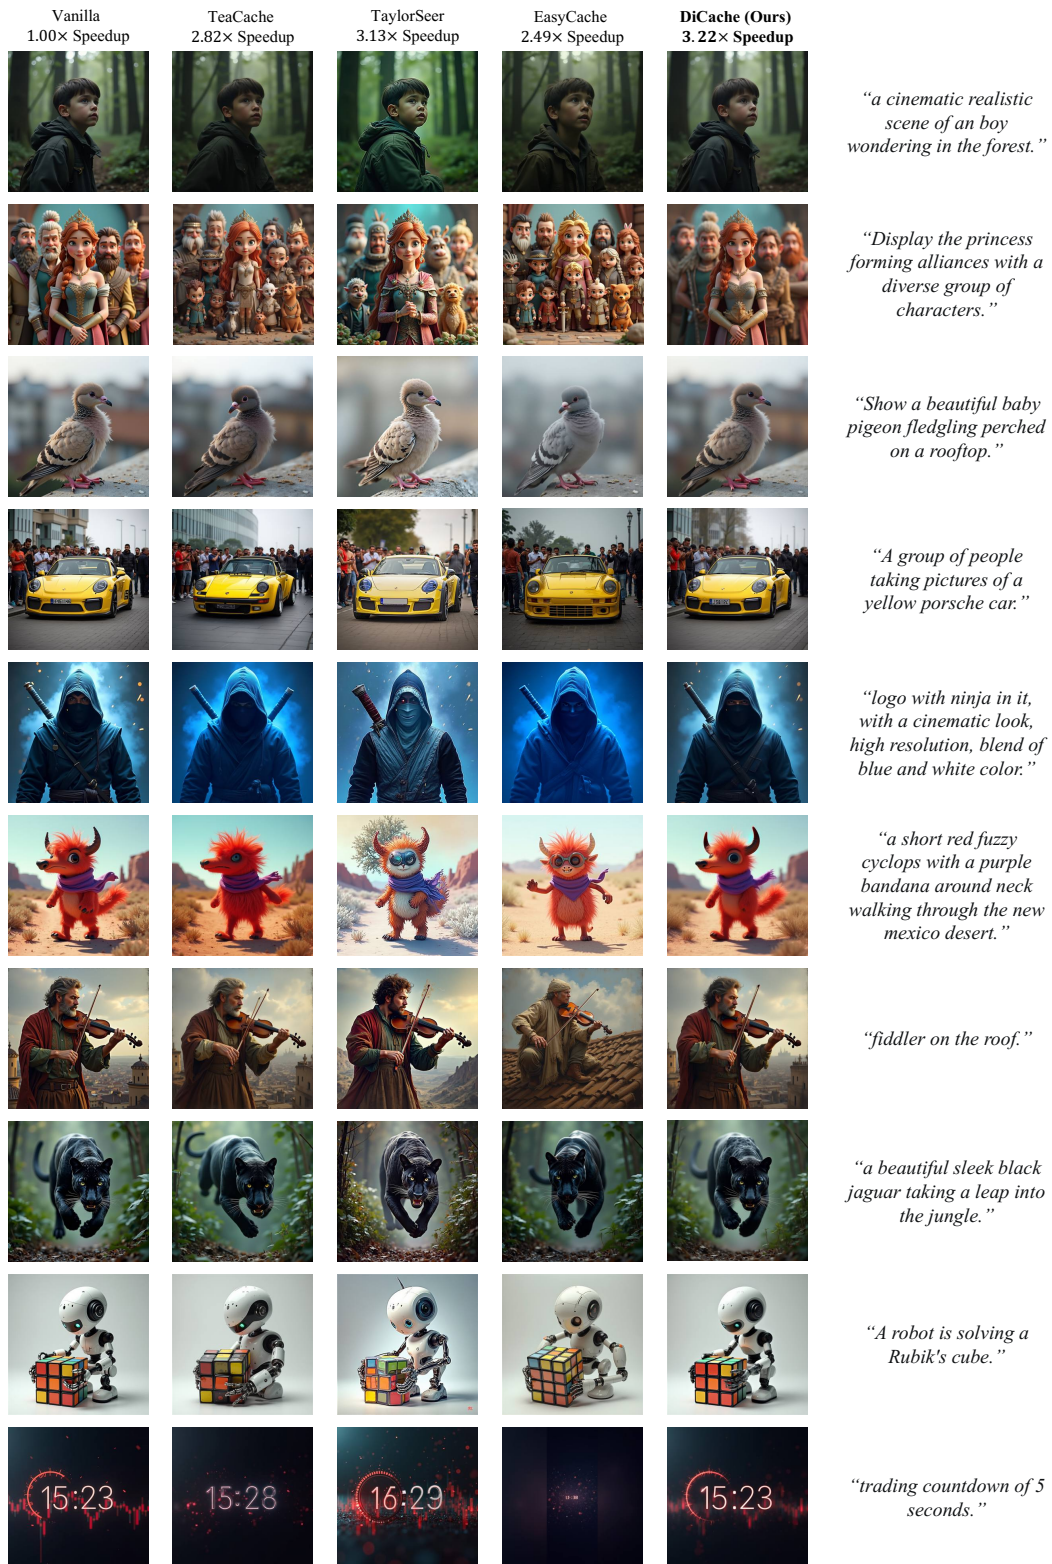 Vanilla
1.00× Speedup
TeaCache
2.82× Speedup
TaylorSeer
3.13× Speedup
EasyCache
2.49× Speedup
DiCache (Ours)
3.22× Speedup
“a cinematic realistic
scene of an boy
wondering in the forest.”
“Display the princess
forming alliances with a
diverse group of
characters.”
“Show a beautiful baby
pigeon fledgling perched
on a rooftop.”
“A group of people
taking pictures of a
yellow porsche car.”
“logo with ninja in it,
with a cinematic look,
high resolution, blend of
blue and white color.”
“a short red fuzzy
cyclops with a purple
bandana around neck
walking through the new
mexico desert.”
“fiddler on the roof.”
“a beautiful sleek black
jaguar taking a leap into
the jungle.”
“A robot is solving a
Rubik's cube.”
15:23
15:28
16:29
15:23
“trading countdown of 5
seconds.”